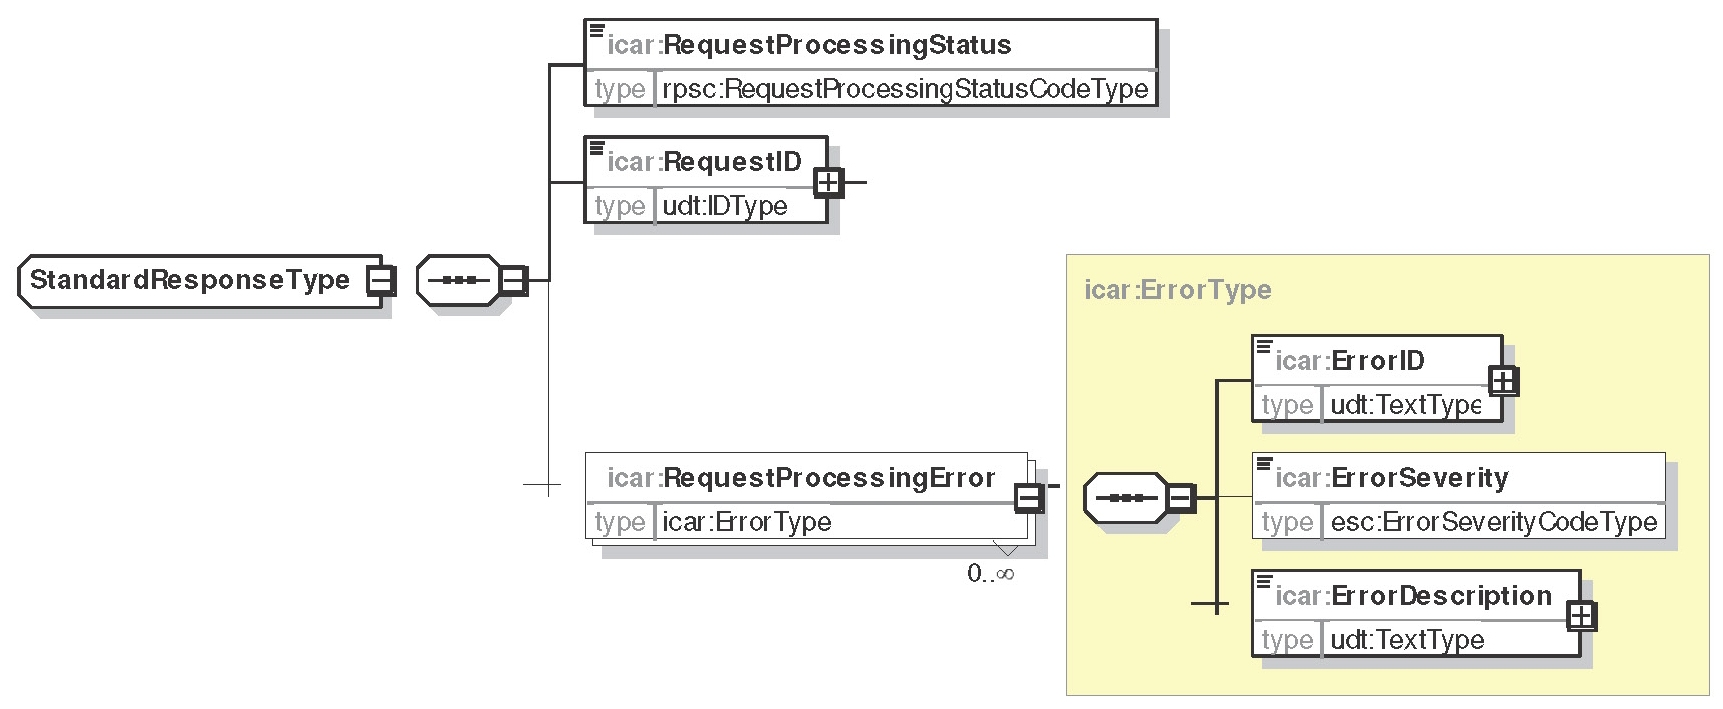 icar:RequestProcessingStatus
type rpsc:RequestProcessingStatusCodeType
icar:RequestID
type udt:IDType
StandardResponseType
icar:ErrorType
icar:ErrorID
type udt:TextType
icar:RequestProcessingError
type icar:ErrorType
0..∞
icar:ErrorSeverity
type esc:ErrorSeverityCodeType
icar:ErrorDescription
type udt:TextType